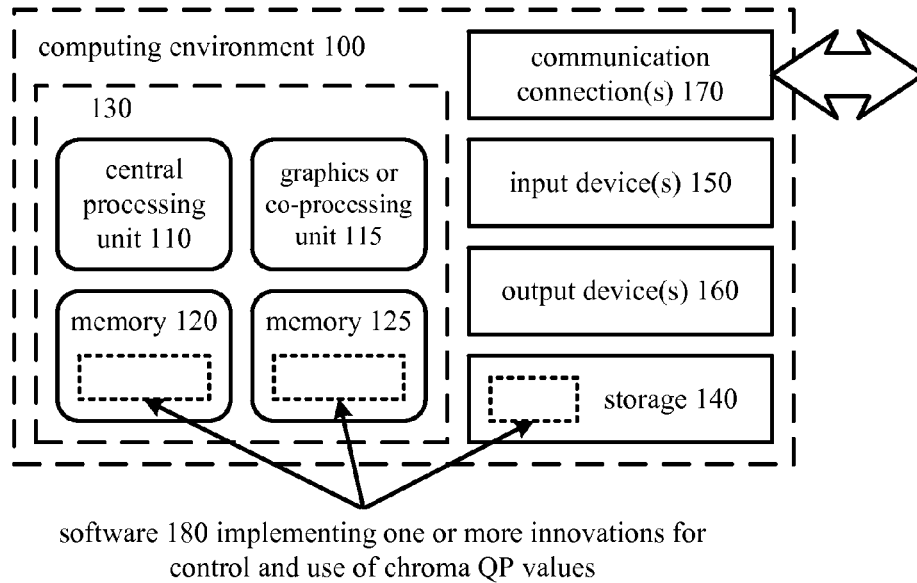 computing environment 100
130
central
processing
unit 110
graphics or
co-processing
unit 115
memory 120
memory 125
communication
connection(s) 170
input device(s) 150
output device(s) 160
storage 140
software 180 implementing one or more innovations for
control and use of chroma QP values